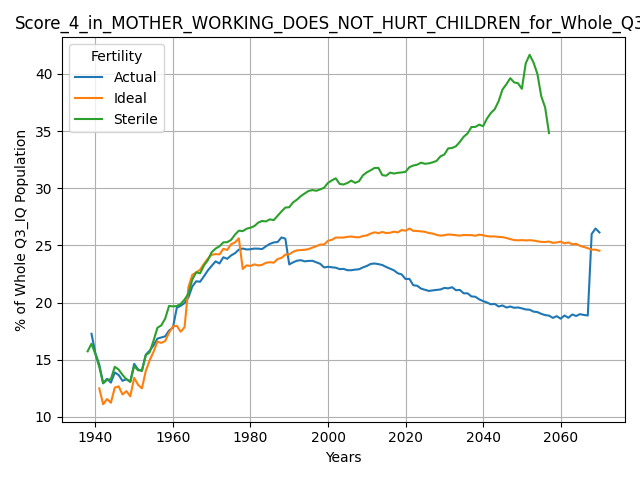 Score_4_in_MOTHER_WORKING_DOES_NOT_HURT_CHILDREN_for_Whole_Q3
Fertility
Actual
Ideal
Sterile
% of Whole Q3_IQ Population
40
35
30
25
20
15
10
1940 1960 1980 2000 2020 2040 2060
Years